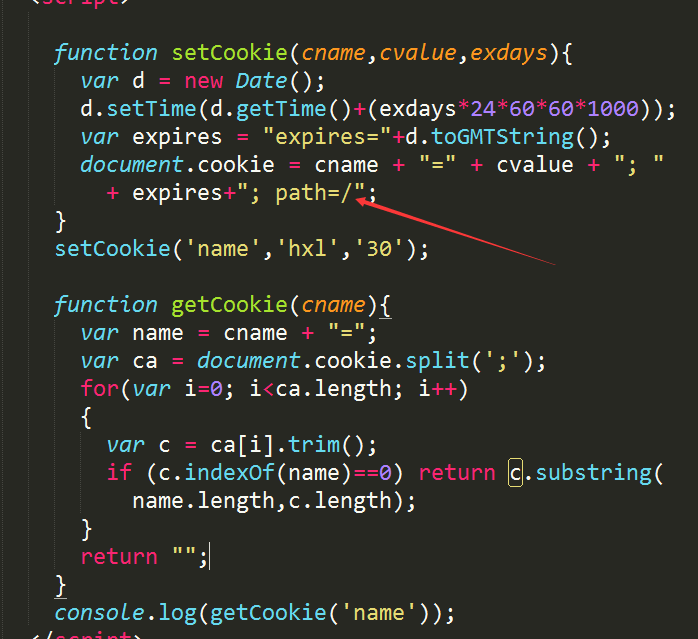 <script>
function setCookie(cname,cvalue,exdays){
var d = new Date();
d.setTime(d.getTime()+(exdays*24*60*60*1000));
var expires = "expires="+d.toGMTString();
document.cookie = cname + "=" + cvalue + "; "
+ expires+"; path=/";
}
setCookie('name','hxl','30');
function getCookie(cname){
var name = cname + "=";
var ca = document.cookie.split(';');
for(var i=0; i<ca.length; i++)
{
var c = ca[i].trim();
if (c.indexOf(name)==0) return c.substring(
name.length,c.length);
}
return "";
}
console.log(getCookie('name'));
</script>